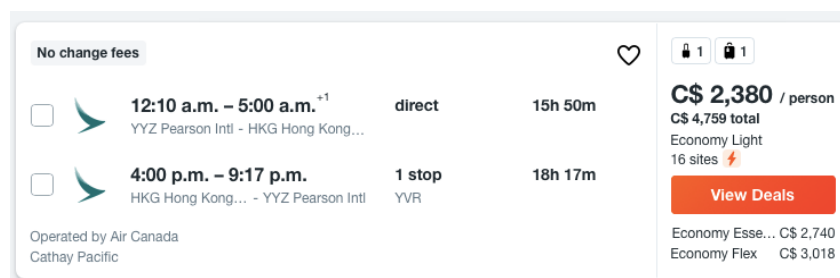 No change fees
12:10 a.m. – 5:00 a.m.+1
direct
15h 50m
YYZ Pearson Intl - HKG Hong Kong...
4:00 p.m. – 9:17 p.m.
1 stop
18h 17m
HKG Hong Kong... - YYZ Pearson Intl
YVR
Operated by Air Canada
Cathay Pacific
1
1
C$ 2,380 / person
C$ 4,759 total
Economy Light
16 sites
View Deals
Economy Esse... C$ 2,740
Economy Flex C$ 3,018